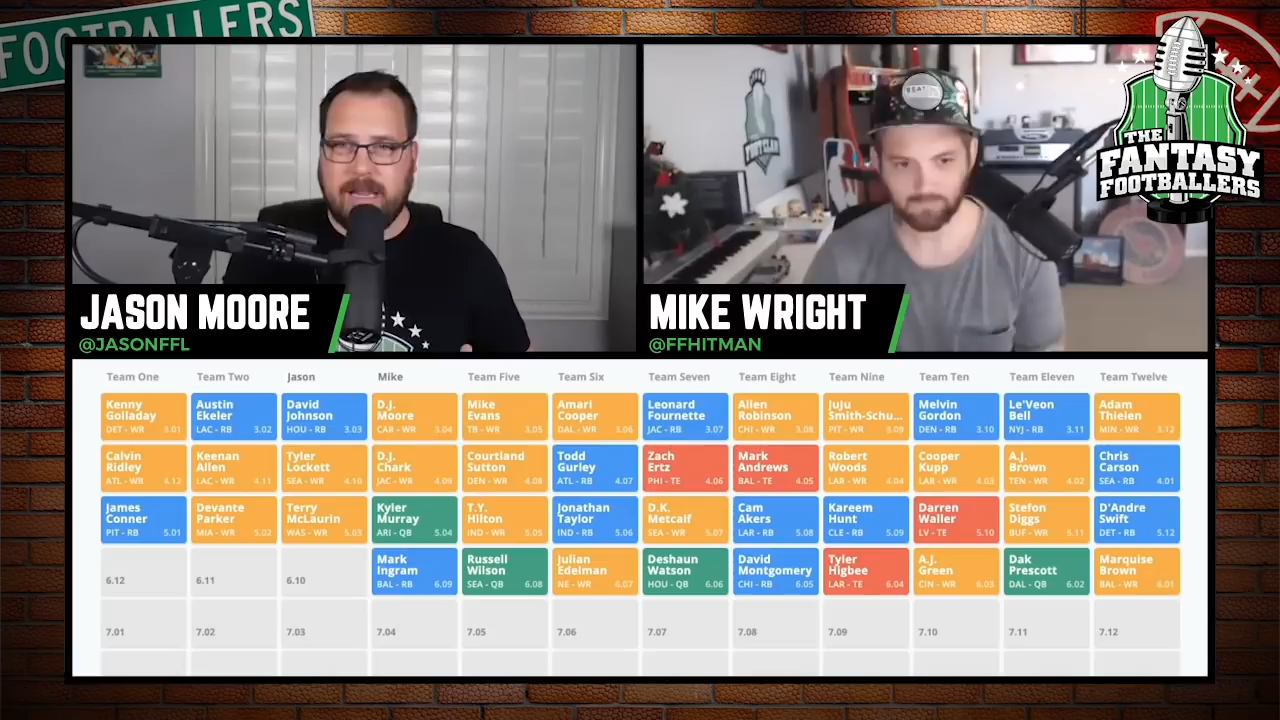 FOOTBALLERS
THE
FANTASY
FOOTBALLERS
FOOTCLAN
JASON MOORE
@JASONFFL
MIKE WRIGHT
@FFHITMAN
Team One Team Two Jason Mike Team Five Team Six Team Seven Team Eight Team Nine Team Ten Team Eleven Team Twelve
Kenny Austin David D.J. Mike Amari Leonard Allen JuJu Melvin Le'Veon Adam
Golladay Ekeler Johnson Moore Evans Cooper Fournette Robinson Smith-Schu... Gordon Bell Thielen
DET - WR 3.01 LAC - RB 3.02 HOU - RB 3.03 CAR - WR 3.04 TB - WR 3.05 DAL - WR 3.06 JAC - RB 3.07 CHI - WR 3.08 PIT - WR 3.09 DEN - RB 3.10 NYJ - RB 3.11 MIN - WR 3.12
Calvin Keenan Tyler D.J. Courtland Todd Zach Mark Robert Cooper A.J. Chris
Ridley Allen Lockett Chark Sutton Gurley Ertz Andrews Woods Kupp Brown Carson
ATL - WR 4.12 LAC - WR 4.11 SEA - WR 4.10 JAC - WR 4.09 DEN - WR 4.08 ATL - RB 4.07 PHI - TE 4.06 BAL - TE 4.05 LAR - WR 4.04 LAR - WR 4.03 TEN - WR 4.02 SEA - RB 4.01
James Devante Terry Kyler T.Y. Jonathan D.K. Cam Kareem Darren Stefon D'Andre
Conner Parker McLaurin Murray Hilton Taylor Metcalf Akers Hunt Waller Diggs Swift
PIT - RB 5.01 MIA - WR 5.02 WAS - WR 5.03 ARI - QB 5.04 IND - WR 5.05 IND - RB 5.06 SEA - WR 5.07 LAR - RB 5.08 CLE - RB 5.09 LV - TE 5.10 BUF - WR 5.11 DET - RB 5.12
Mark Russell Julian Deshaun David Tyler A.J. Dak Marquise
Ingram Wilson Edelman Watson Montgomery Higbee Green Prescott Brown
6.12 6.11 6.10 BAL - RB 6.09 SEA - QB 6.08 NE - WR 6.07 HOU - QB 6.06 CHI - RB 6.05 LAR - TE 6.04 CIN - WR 6.03 DAL - QB 6.02 BAL - WR 6.01
7.01 7.02 7.03 7.04 7.05 7.06 7.07 7.08 7.09 7.10 7.11 7.12